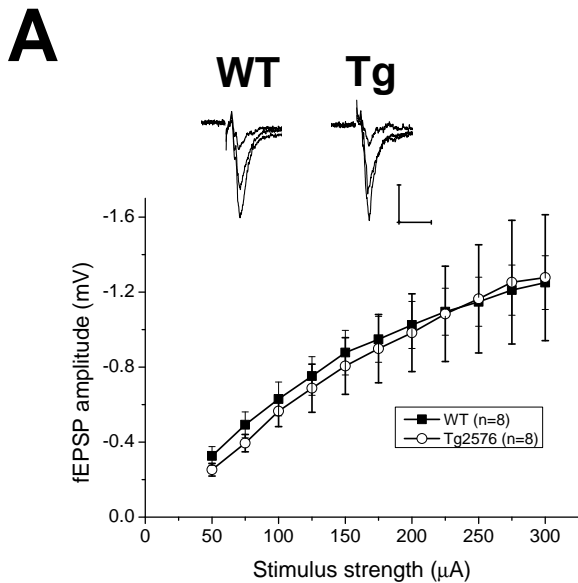 A
WT Tg
-1.6
-1.2
-0.8
-0.4
0.0
fEPSP amplitude (mV)
WT (n=8)
Tg2576 (n=8)
0 50 100 150 200 250 300
Stimulus strength (μA)